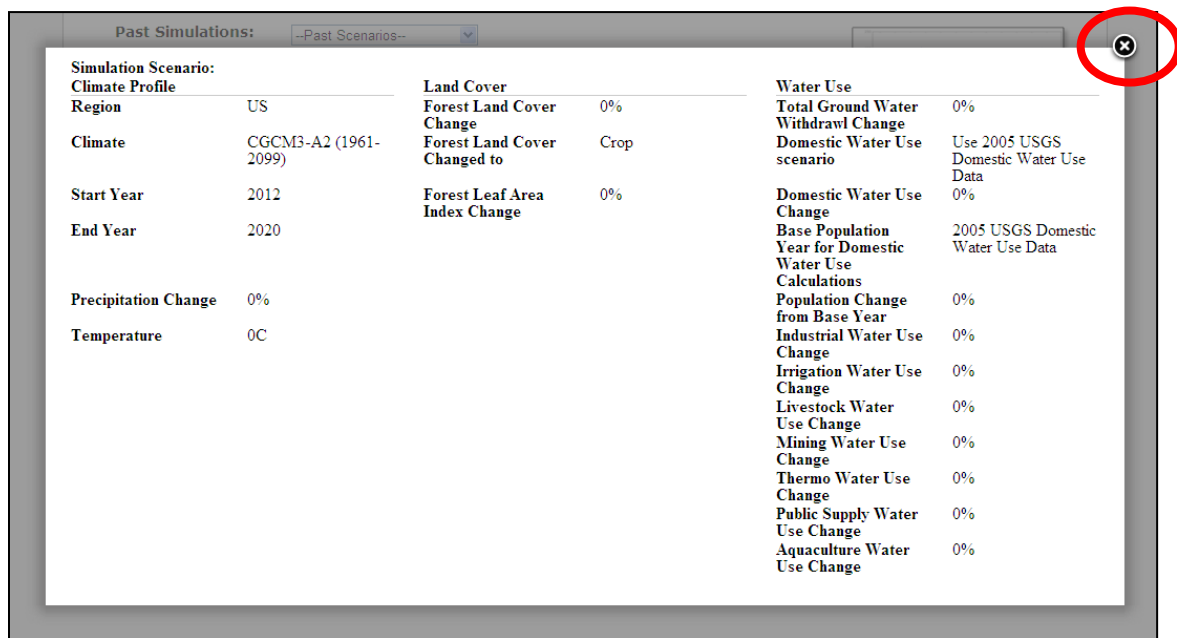 Past Simulations: --Past Scenarios--
Simulation Scenario:
Climate Profile
Region US
Climate CGCM3-A2 (1961-
2099)
Start Year 2012
End Year 2020
Precipitation Change 0%
Temperature 0C
Land Cover
Forest Land Cover 0%
Change
Forest Land Cover Crop
Changed to
Forest Leaf Area 0%
Index Change
Water Use
Total Ground Water 0%
Withdrawl Change
Domestic Water Use Use 2005 USGS
scenario Domestic Water Use
Data
Domestic Water Use 0%
Change
Base Population 2005 USGS Domestic
Year for Domestic Water Use Data
Water Use
Calculations
Population Change 0%
from Base Year
Industrial Water Use 0%
Change
Irrigation Water Use 0%
Change
Livestock Water 0%
Use Change
Mining Water Use 0%
Change
Thermo Water Use 0%
Change
Public Supply Water 0%
Use Change
Aquaculture Water 0%
Use Change